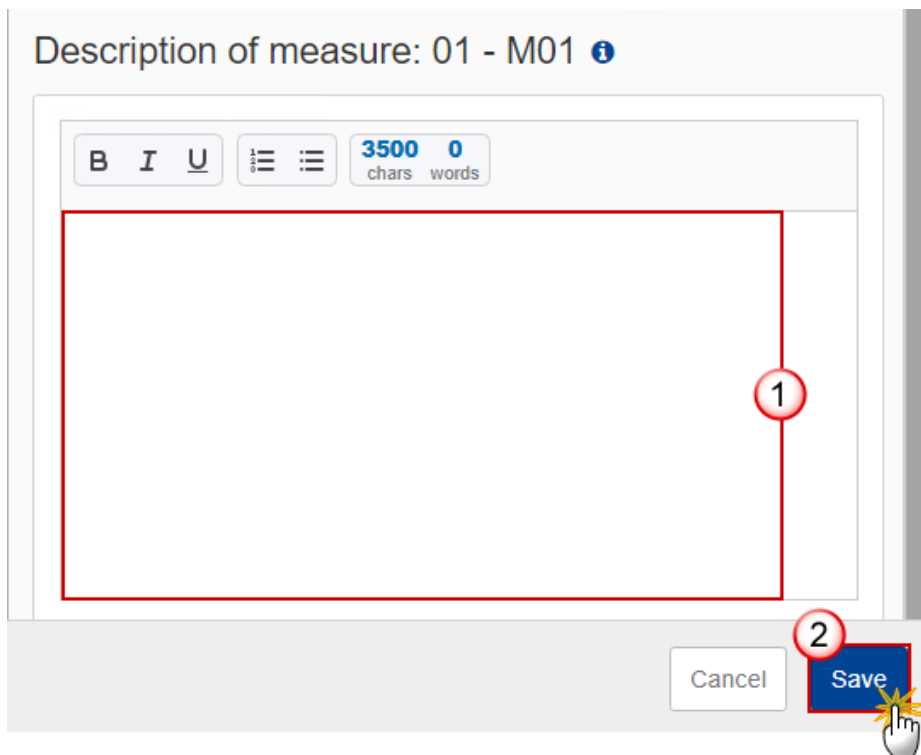 Description of measure: 01 - M01
B I U 3500 0
chars words
1
2
Cancel Save